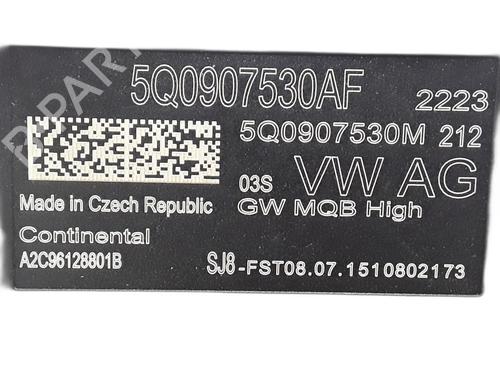 5Q0907530AF 2223
5Q0907530M 212
03S VW AG
Made in Czech Republic GW MQB High
Continental
A2C96128801B SJ8-FST08.07.1510802173